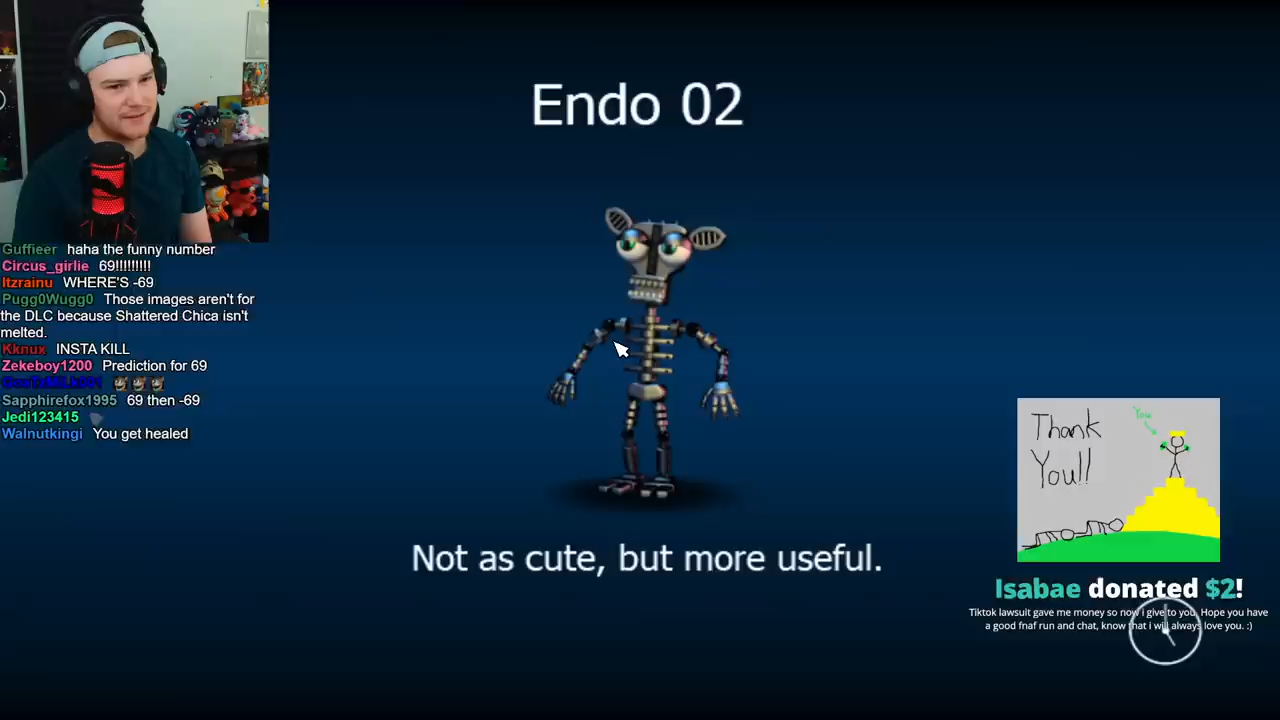 Endo 02
Guffieer haha the funny number
Circus_girlie 69!!!!!!!!!
Itzrainu WHERE'S -69
Pugg0Wugg0 Those images aren't for
the DLC because Shattered Chica isn't
melted.
Kknux INSTA KILL
Zekeboy1200 Prediction for 69
Sapphirefox1995 69 then -69
Jedi123415
Walnutkingi You get healed
Not as cute, but more useful.
Thank
You!!
You
Isabae donated $2!
Tiktok lawsuit gave me money so now i give to you. Hope you have
a good fnaf run and chat, know that i will always love you. :)